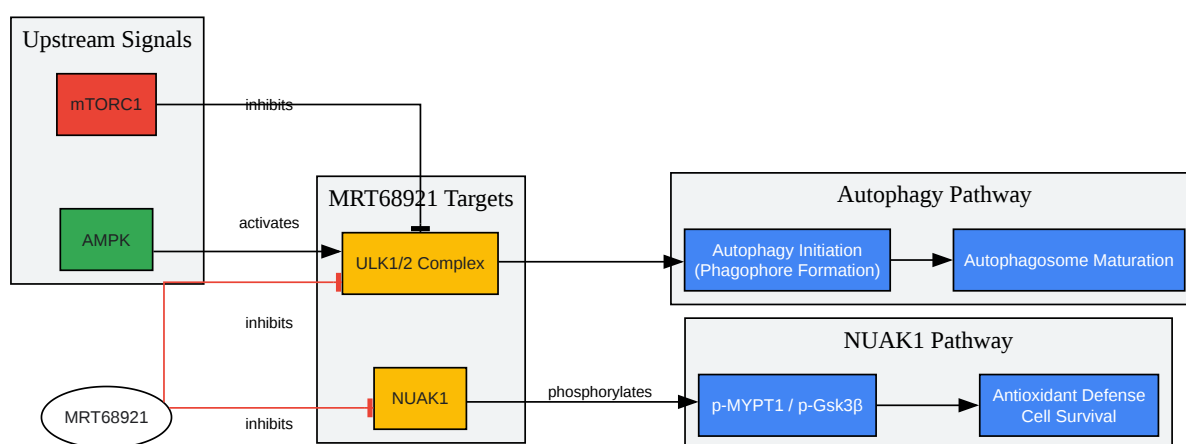 Upstream Signals
mTORC1
inhibits
AMPK
activates
MRT68921 Targets
ULK1/2 Complex
inhibits
NUAK1
MRT68921
inhibits
phosphorylates
Autophagy Pathway
Autophagy Initiation
(Phagophore Formation)
Autophagosome Maturation
NUAK1 Pathway
p-MYPT1 / p-Gsk3β
Antioxidant Defense
Cell Survival